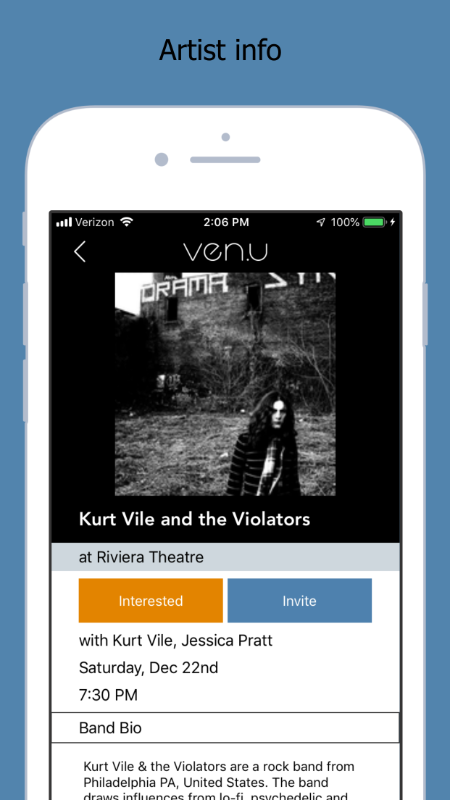 Artist info
Verizon 2:06 PM 100%
ven.u
DRAMA
Kurt Vile and the Violators
at Riviera Theatre
Interested Invite
with Kurt Vile, Jessica Pratt
Saturday, Dec 22nd
7:30 PM
Band Bio
Kurt Vile & the Violators are a rock band from
Philadelphia PA, United States. The band
draws influences from lo-fi, psychedelic and